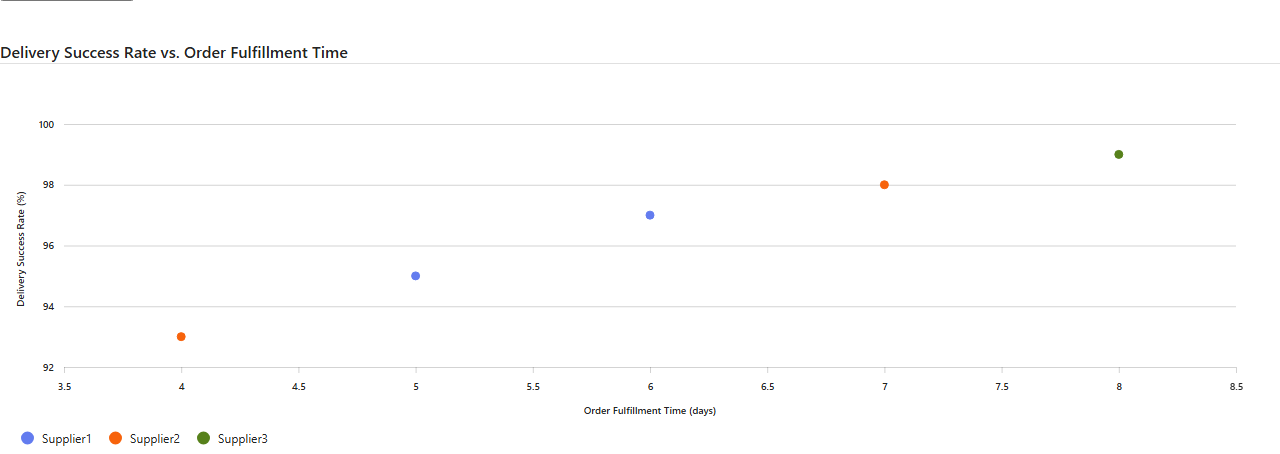 Delivery Success Rate vs. Order Fulfillment Time
Delivery Success Rate (%)
100
98
96
94
92
3.5 4 4.5 5 5.5 6 6.5 7 7.5 8 8.5
Order Fulfillment Time (days)
Supplier1 Supplier2 Supplier3